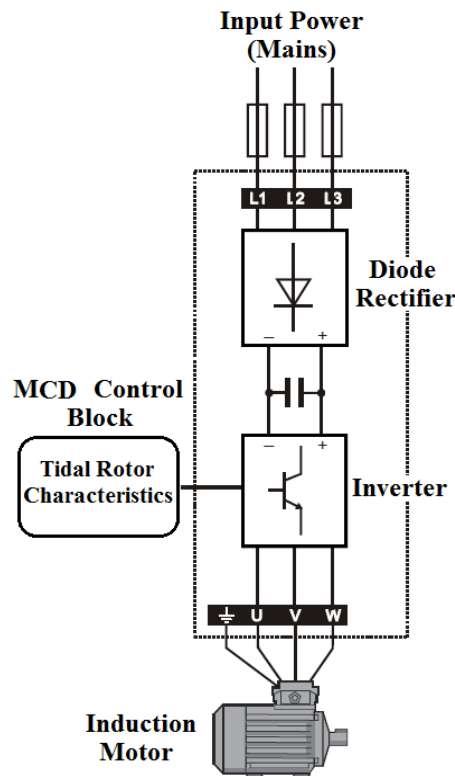 Input Power
(Mains)
L1 L2 L3
Diode
Rectifier
– +
MCD Control
Block
– +
Tidal Rotor
Characteristics
Inverter
U V W
Induction
Motor